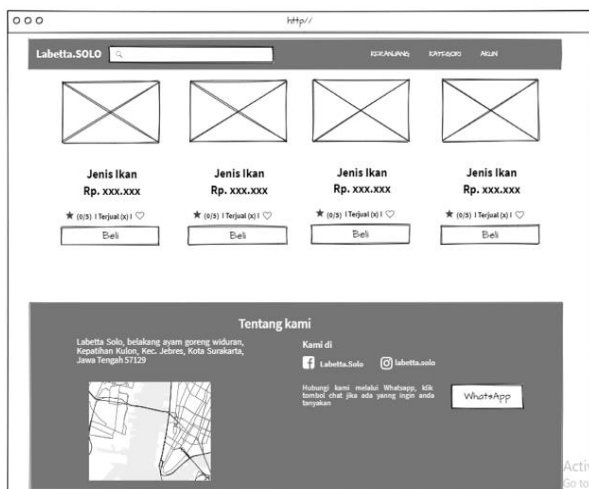 http//
Labetta.SOLO
KERANJANG KATEGORI AKUN
Jenis Ikan
Rp. xxx.xxx
★ (0/5) I Terjual (x) I ♡
Beli
Jenis Ikan
Rp. xxx.xxx
★ (0/5) I Terjual (x) I ♡
Beli
Jenis Ikan
Rp. xxx.xxx
★ (0/5) I Terjual (x) I ♡
Beli
Jenis Ikan
Rp. xxx.xxx
★ (0/5) I Terjual (x) I ♡
Beli
Tentang kami
Labetta Solo, belakang ayam goreng widuran,
Kepatihan Kulon, Kec. Jebres, Kota Surakarta,
Jawa Tengah 57129
Kami di
Labetta.Solo labetta.solo
Hubungi kami melalui Whatsapp, klik
tombol chat jika ada yanng ingin anda
tanyakan
WhatsApp
Activ
Go to